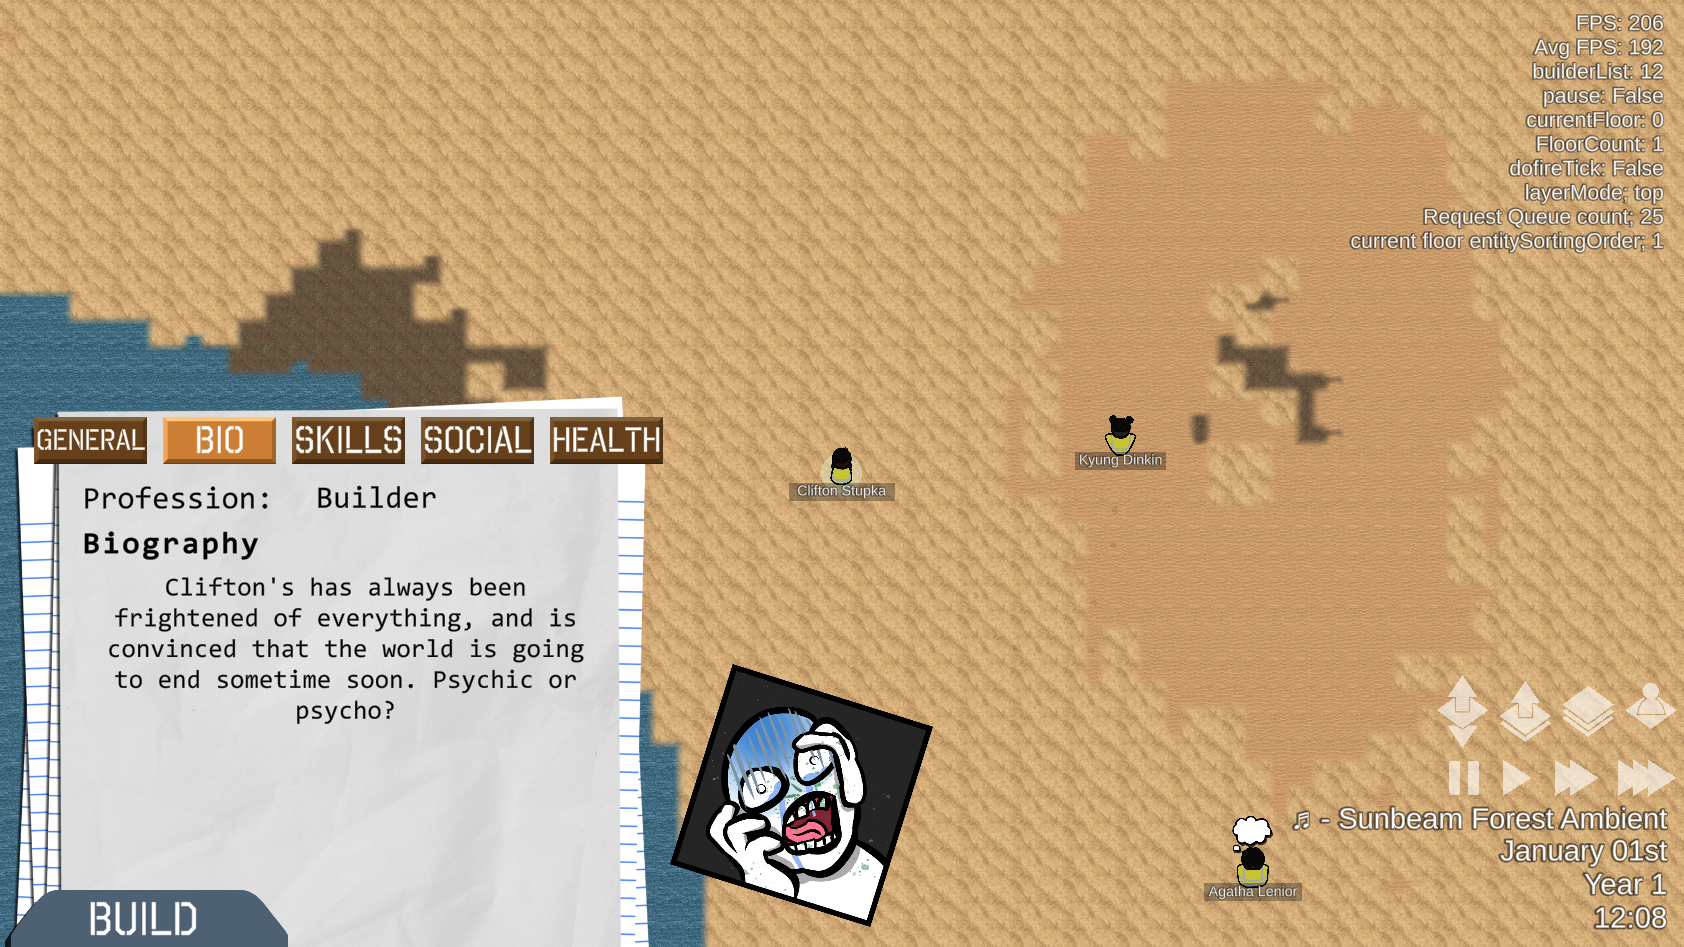 FPS: 206
Avg FPS: 192
builderList: 12
pause: False
currentFloor: 0
FloorCount: 1
dofireTick: False
layerMode; top
Request Queue count; 25
current floor entitySortingOrder; 1
GENERAL BIO SKILLS SOCIAL HEALTH
Profession: Builder
Biography
Clifton's has always been
frightened of everything, and is
convinced that the world is going
to end sometime soon. Psychic or
psycho?
Kyung Dinkin
Clifton Stupka
Agatha Lenior
♬ - Sunbeam Forest Ambient
January 01st
Year 1
12:08
BUILD